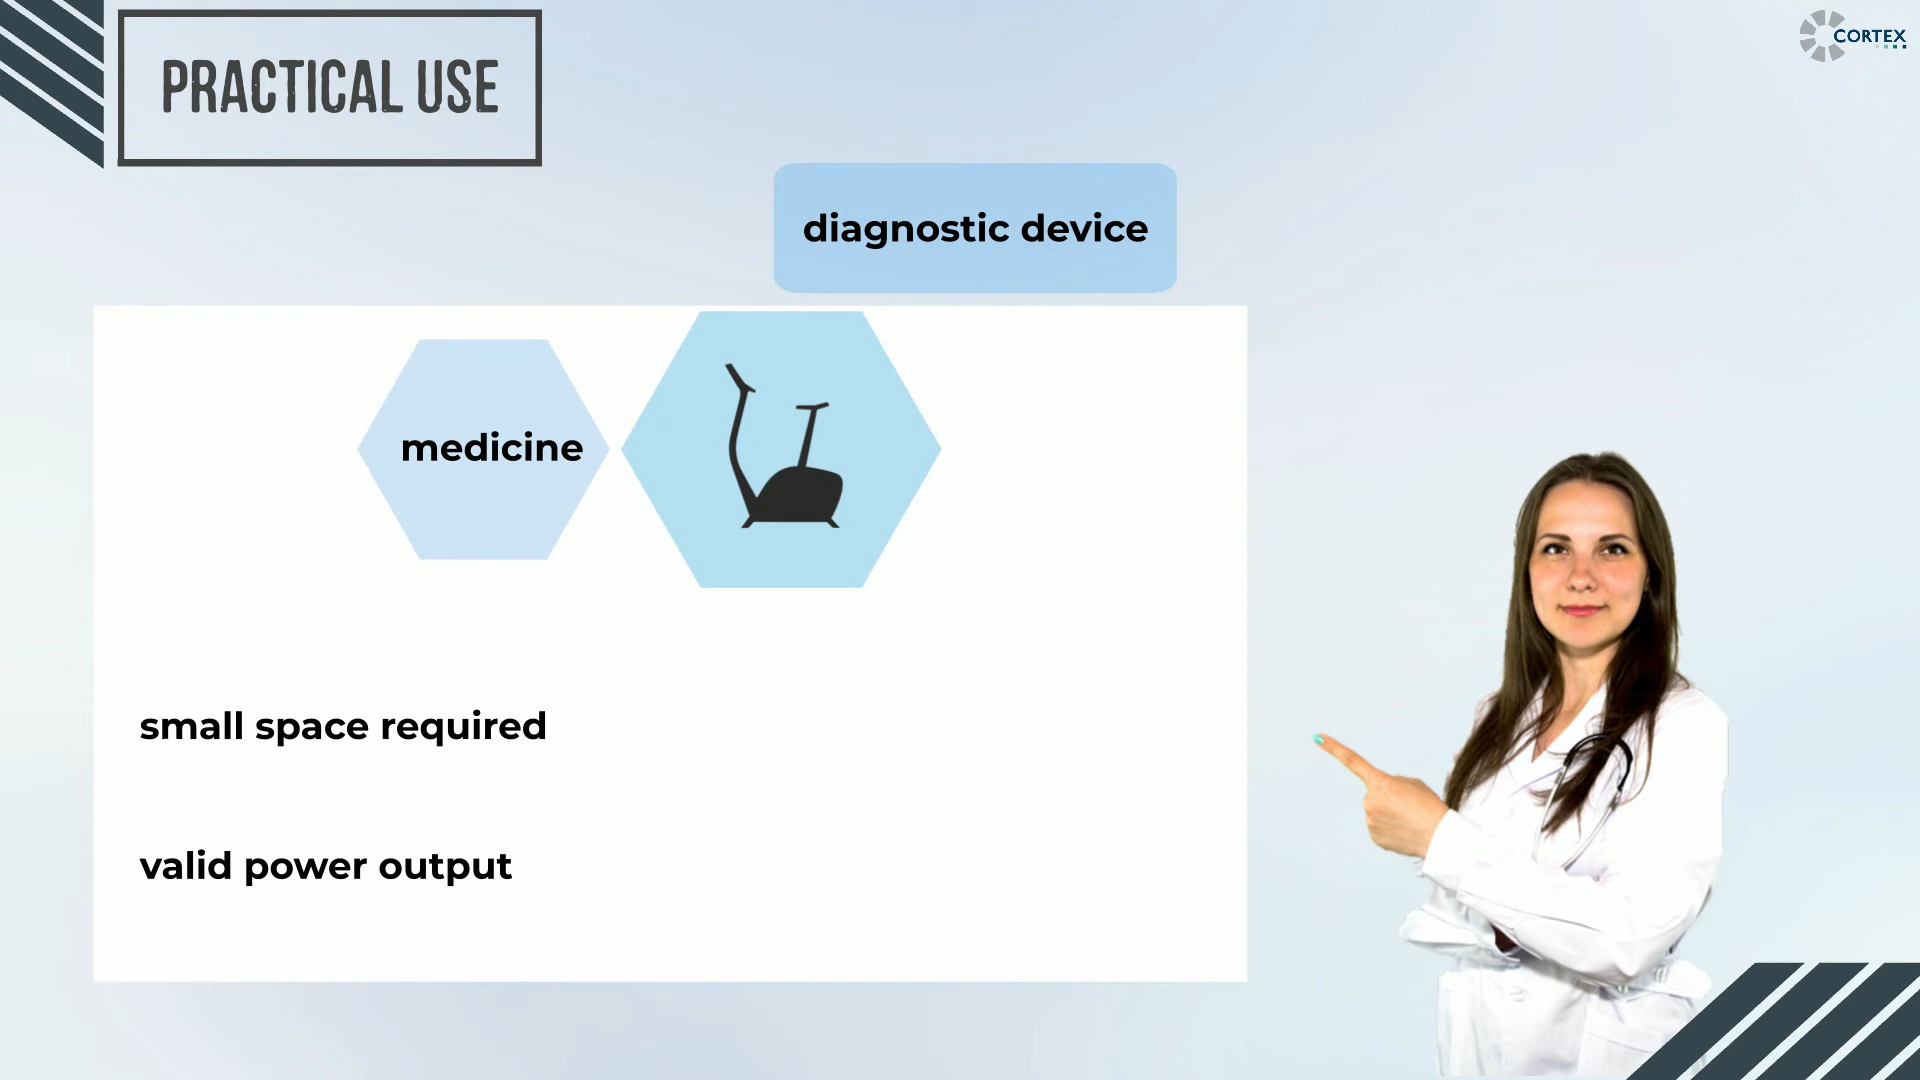 PRACTICAL USE
CORTEX
diagnostic device
medicine
small space required
valid power output